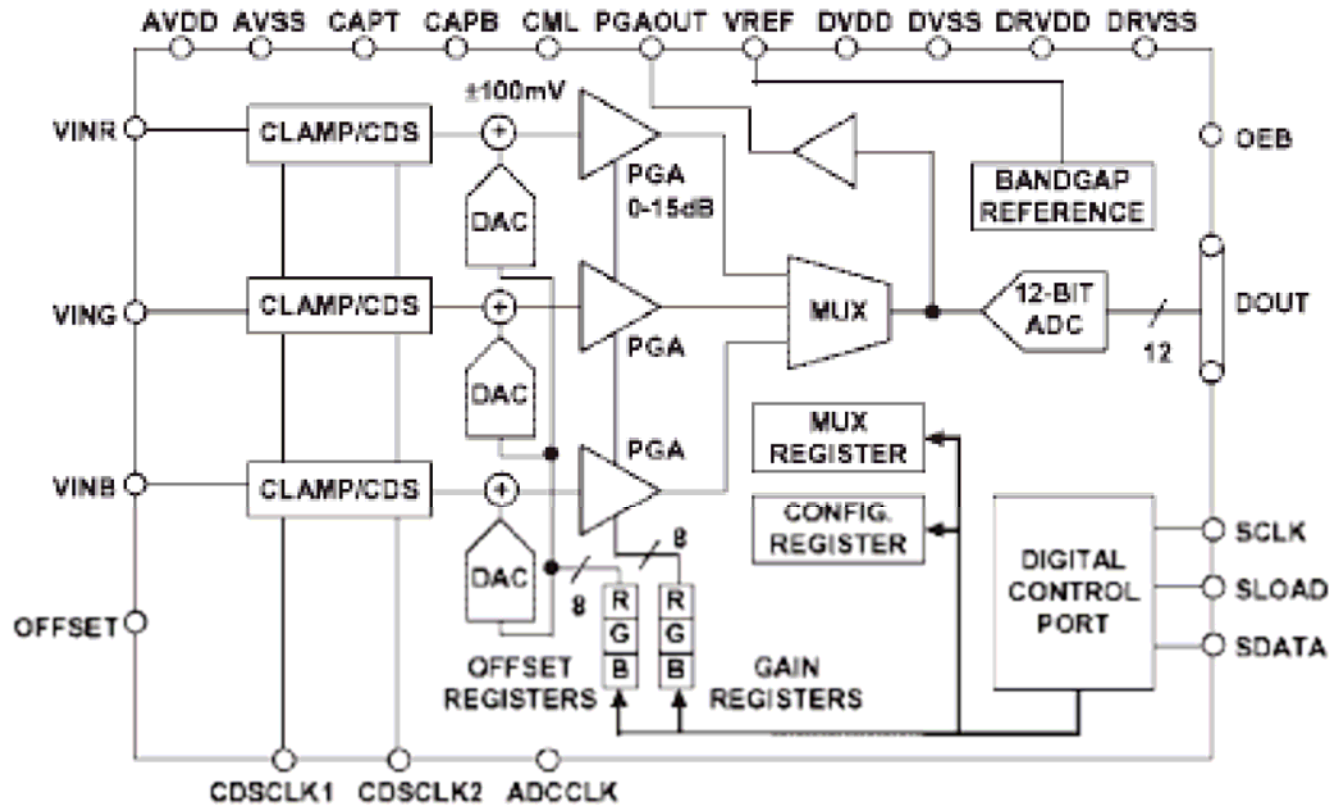 AVDD AVSS CAPT CAPB CML PGAOUT VREF DVDD DVSS DRVDD DRVSS
±100mV
VINR
CLAMP/CDS
+
PGA
0-15dB
DAC
BANDGAP
REFERENCE
OEB
VING
CLAMP/CDS
+
PGA
DAC
MUX
12-BIT
ADC
12
DOUT
VINB
CLAMP/CDS
+
PGA
DAC
MUX
REGISTER
CONFIG.
REGISTER
8
8
R
G
B
R
G
B
OFFSET
REGISTERS
GAIN
REGISTERS
DIGITAL
CONTROL
PORT
SCLK
SLOAD
SDATA
OFFSET
CDSCLK1 CDSCLK2 ADCCLK